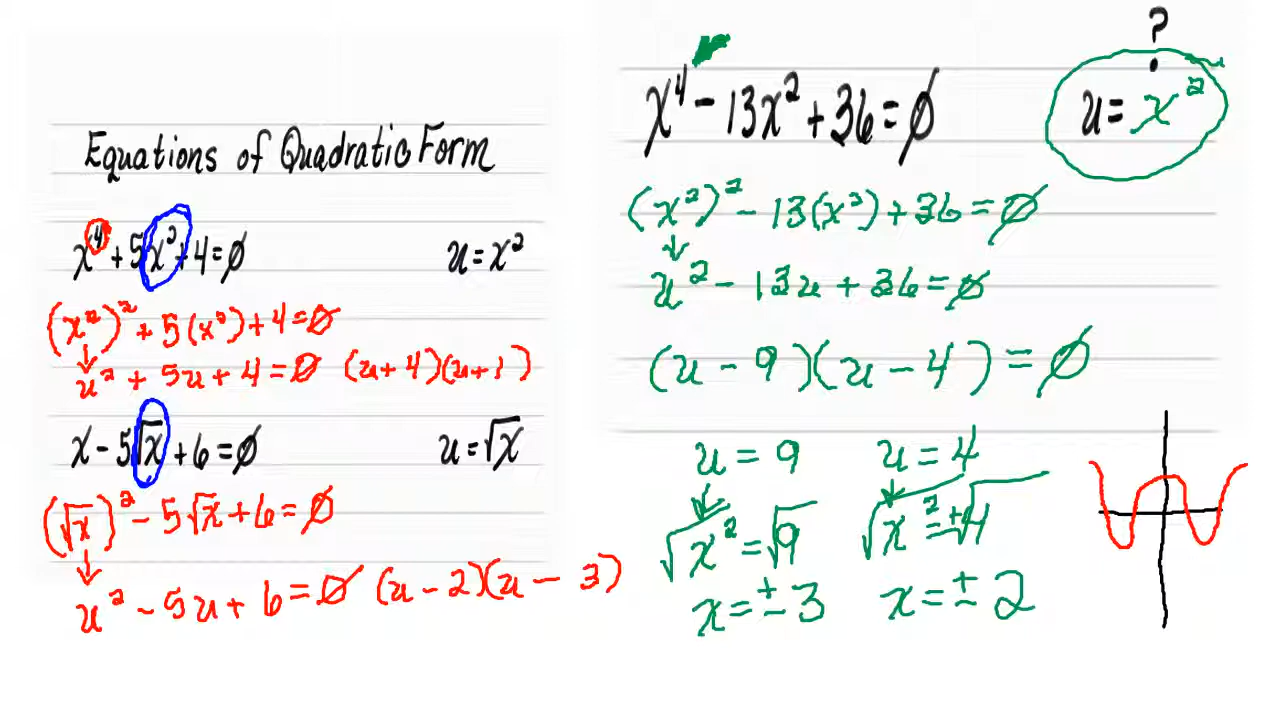 Equations of Quadratic Form
x⁴ + 5x² + 4 = 0 u = x²
(x²)² + 5(x²) + 4 = 0
u² + 5u + 4 = 0 (u + 4)(u + 1)
x - 5√x + 6 = 0 u = √x
(√x)² - 5√x + 6 = 0
u² - 5u + 6 = 0 (u - 2)(u - 3)
?
x⁴ - 13x² + 36 = 0 u = x²
(x²)² - 13(x²) + 36 = 0
u² - 13u + 36 = 0
(u - 9)(u - 4) = 0
u = 9 u = 4
√x² = √9 √x² = ±√4
x = ±3 x = ±2